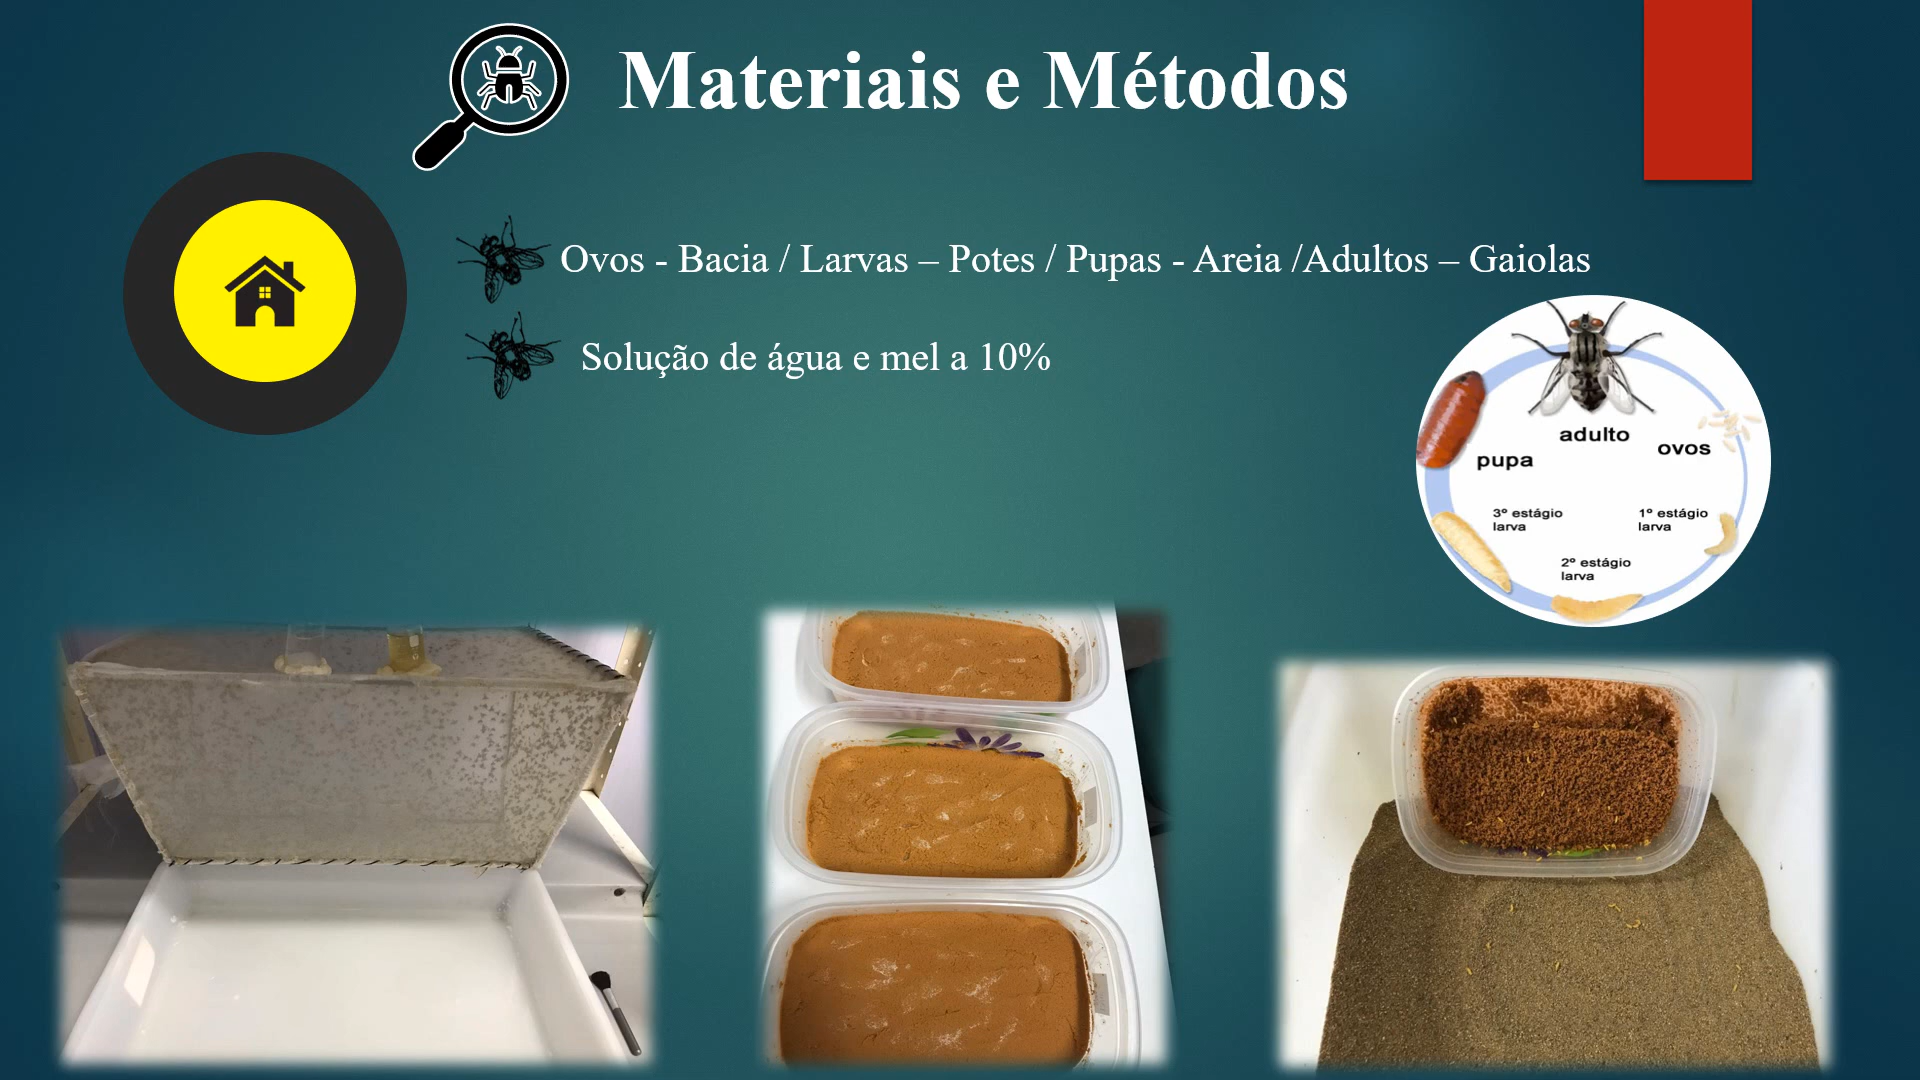 Materiais e Métodos
Ovos - Bacia / Larvas – Potes / Pupas - Areia /Adultos – Gaiolas
Solução de água e mel a 10%
adulto
ovos
pupa
3º estágio
larva
1º estágio
larva
2º estágio
larva